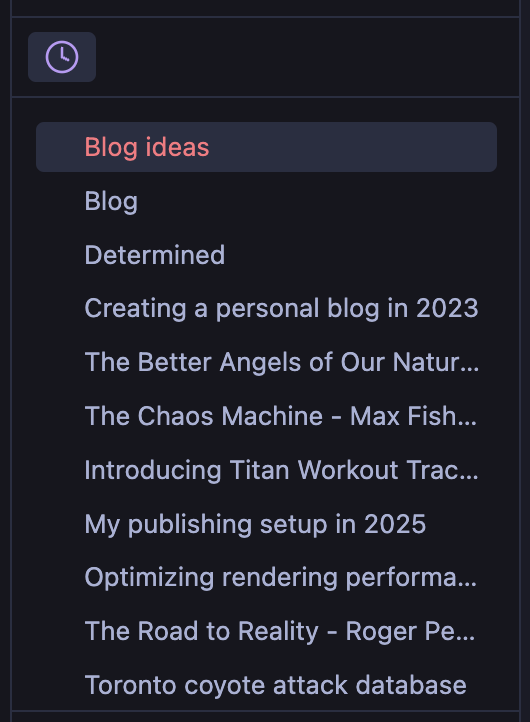 Blog ideas
Blog
Determined
Creating a personal blog in 2023
The Better Angels of Our Natur...
The Chaos Machine - Max Fish...
Introducing Titan Workout Trac...
My publishing setup in 2025
Optimizing rendering performa...
The Road to Reality - Roger Pe...
Toronto coyote attack database